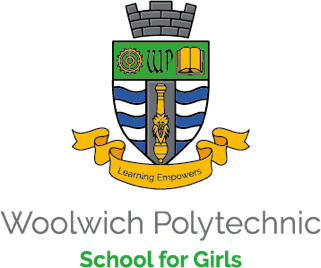 WP
Learning Empowers
Woolwich Polytechnic
School for Girls